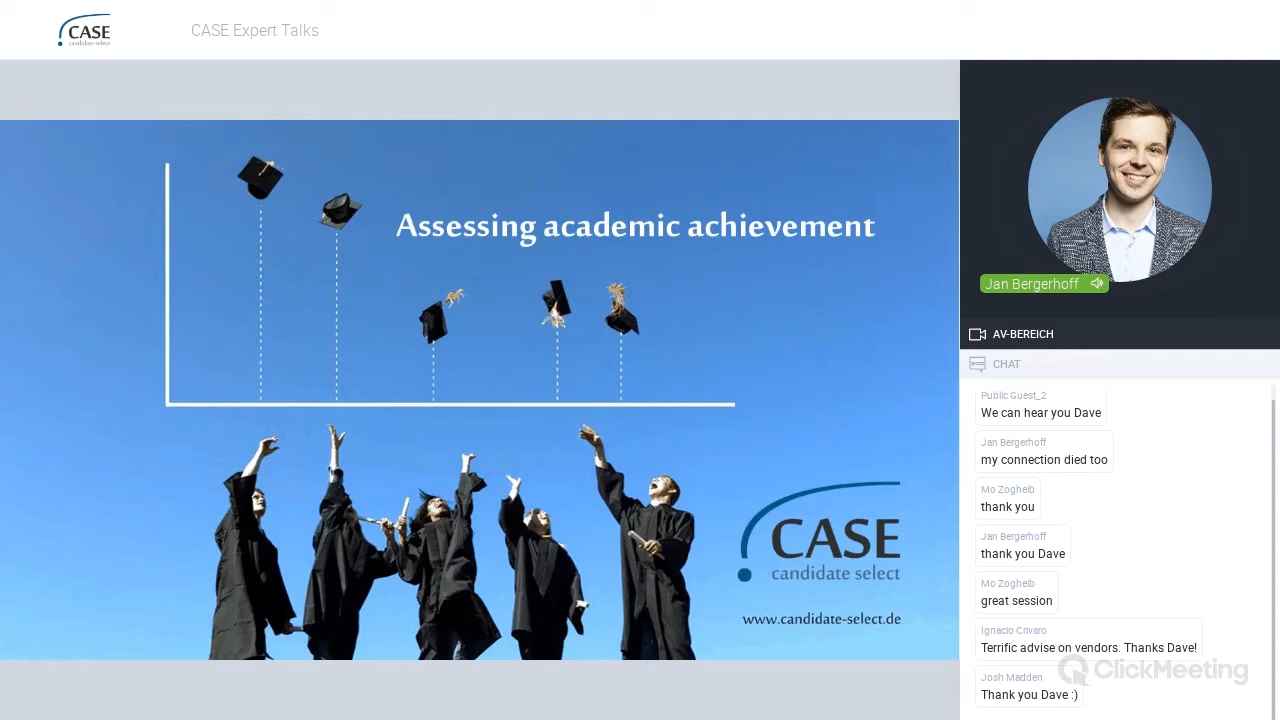 CASE
candidate-select
CASE Expert Talks
Assessing academic achievement
CASE
candidate select
www.candidate-select.de
Jan Bergerhoff
AV-BEREICH
CHAT
Public Guest_2
We can hear you Dave
Jan Bergerhoff
my connection died too
Mo Zogheib
thank you
Jan Bergerhoff
thank you Dave
Mo Zogheib
great session
Ignacio Crivaro
Terrific advise on vendors. Thanks Dave!
ClickMeeting
Josh Madden
Thank you Dave :)